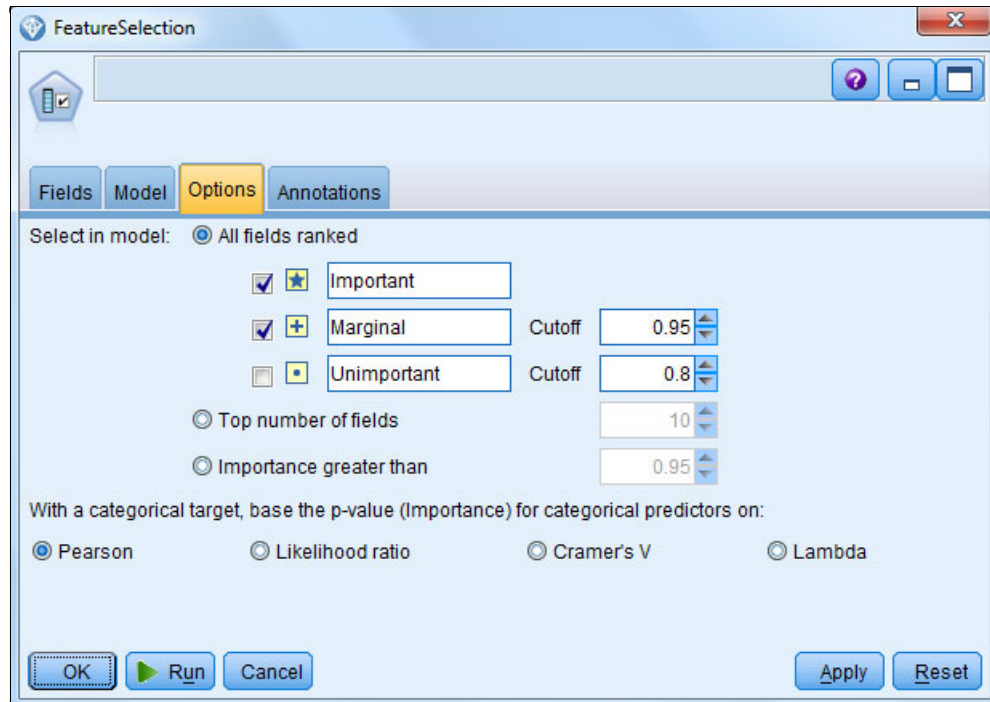 FeatureSelection
Fields Model Options Annotations
Select in model: All fields ranked
Important
Marginal Cutoff 0.95
Unimportant Cutoff 0.8
Top number of fields 10
Importance greater than 0.95
With a categorical target, base the p-value (Importance) for categorical predictors on:
Pearson Likelihood ratio Cramer's V Lambda
OK Run Cancel Apply Reset